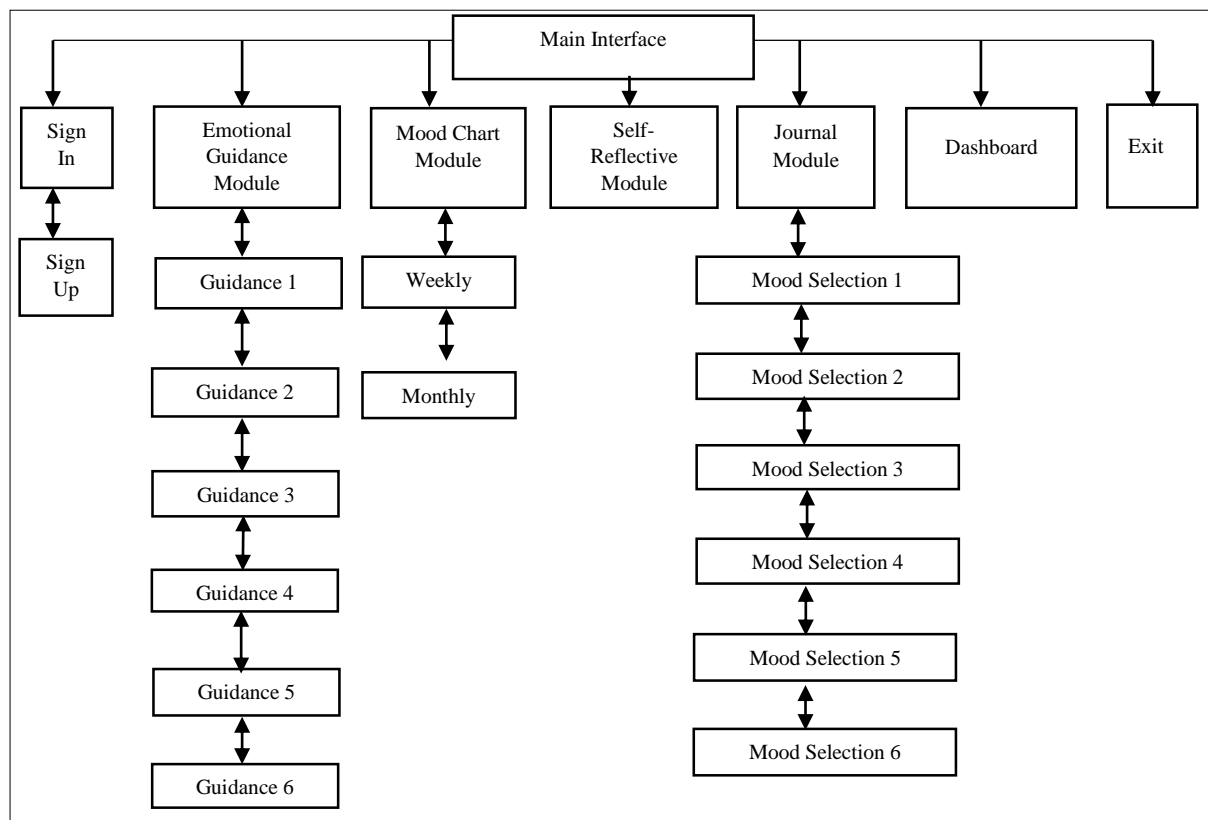 Main Interface
Sign
In
Emotional
Guidance
Module
Mood Chart
Module
Self-
Reflective
Module
Journal
Module
Dashboard
Exit
Sign
Up
Guidance 1
Weekly
Mood Selection 1
Guidance 2
Monthly
Mood Selection 2
Guidance 3
Mood Selection 3
Guidance 4
Mood Selection 4
Guidance 5
Mood Selection 5
Guidance 6
Mood Selection 6